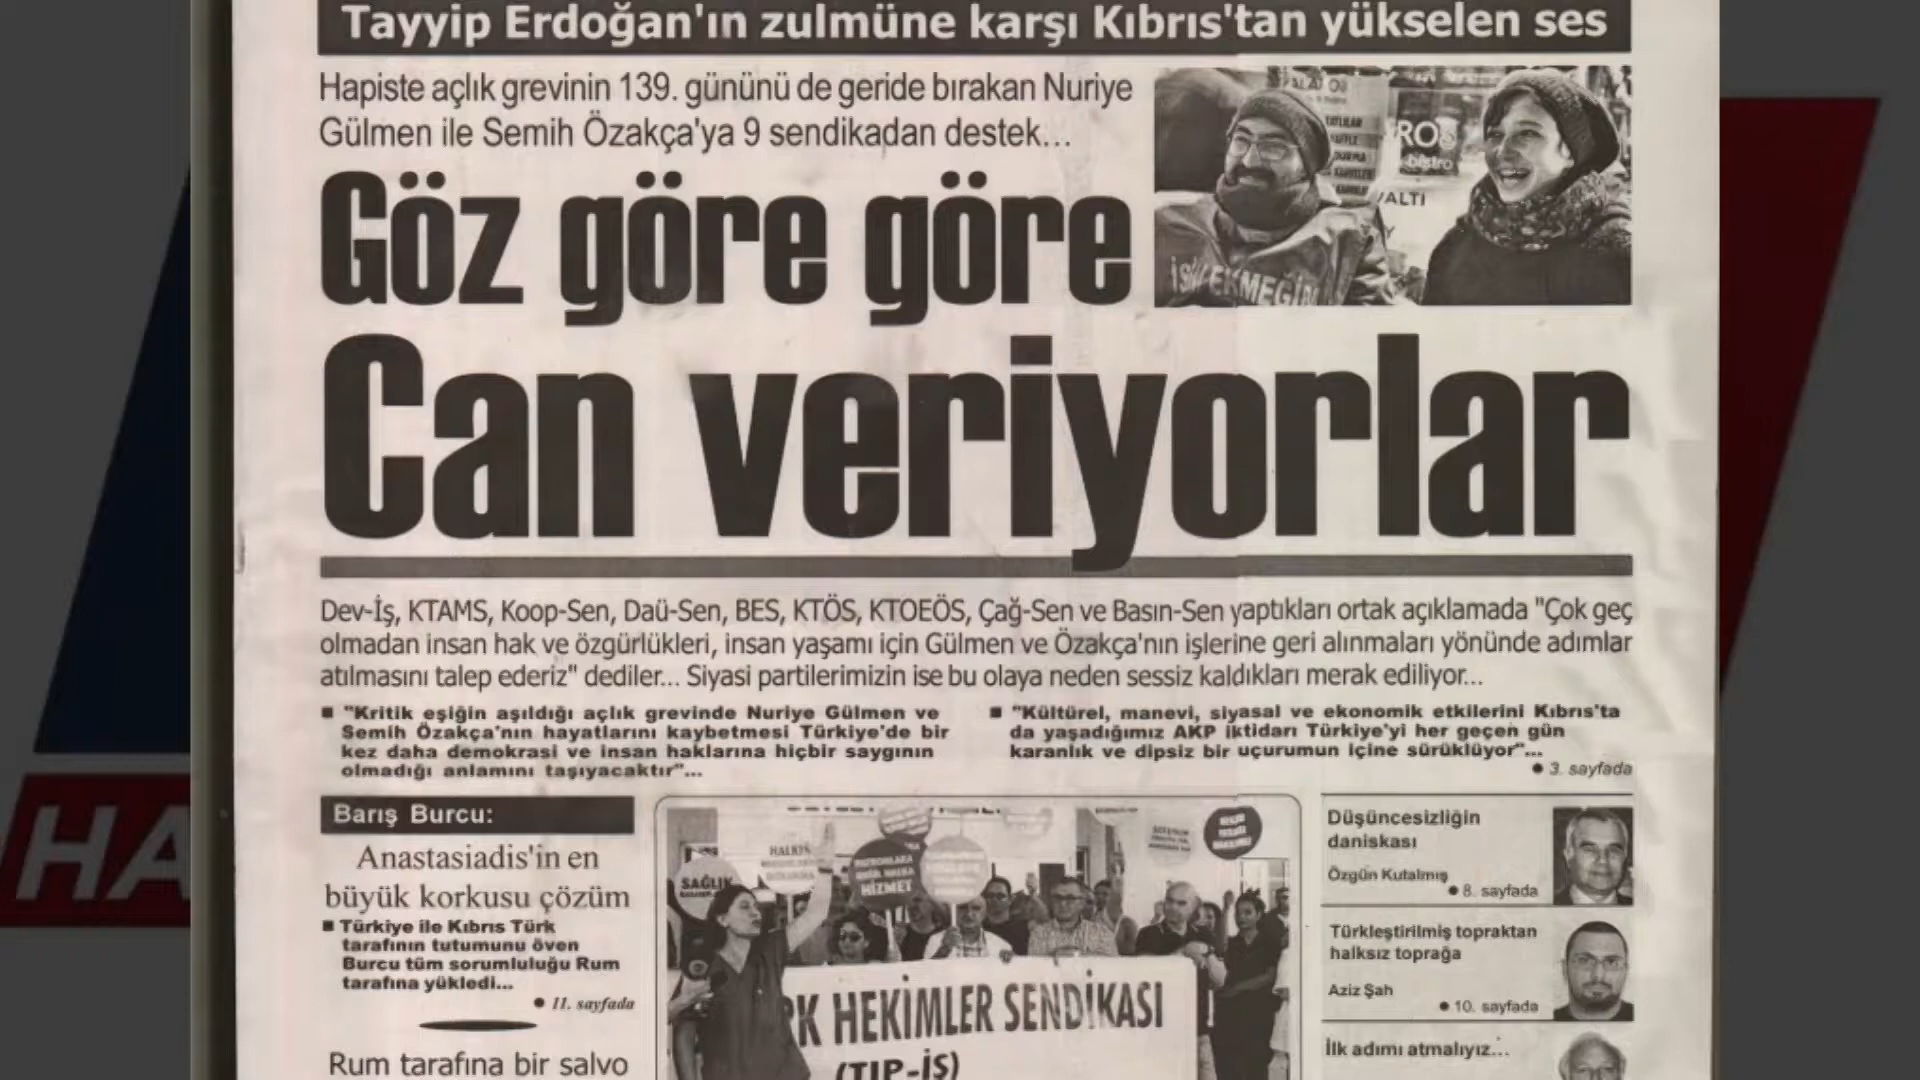 Tayyip Erdoğan'ın zulmüne karşı Kıbrıs'tan yükselen ses
Hapiste açlık grevinin 139. gününü de geride bırakan Nuriye
Gülmen ile Semih Özakça'ya 9 sendikadan destek...
Göz göre göre
Can veriyorlar
Dev-İş, KTAMS, Koop-Sen, Daü-Sen, BES, KTÖS, KTOEÖS, Çağ-Sen ve Basın-Sen yaptıkları ortak açıklamada "Çok geç
olmadan insan hak ve özgürlükleri, insan yaşamı için Gülmen ve Özakça'nın işlerine geri alınmaları yönünde adımlar
atılmasını talep ederiz" dediler... Siyasi partilerimizin ise bu olaya neden sessiz kaldıkları merak ediliyor...
"Kritik eşiğin aşıldığı açlık grevinde Nuriye Gülmen ve
Semih Özakça'nın hayatlarını kaybetmesi Türkiye'de bir
kez daha demokrasi ve insan haklarına hiçbir saygının
olmadığı anlamını taşıyacaktır"...
"Kültürel, manevi, siyasal ve ekonomik etkilerini Kıbrıs'ta
da yaşadığımız AKP iktidarı Türkiye'yi her geçen gün
karanlık ve dipsiz bir uçurumun içine sürüklüyor"...
3. sayfada
Barış Burcu:
Anastasiadis'in en
büyük korkusu çözüm
Türkiye ile Kıbrıs Türk
tarafının tutumunu öven
Burcu tüm sorumluluğu Rum
tarafına yükledi...
11. sayfada
Rum tarafına bir salvo
SAĞLIK
HALKIN
HİZMET
RK HEKİMLER SENDİKASI
(TIP-İŞ)
Düşüncesizliğin
daniskası
Özgün Kutalmış
8. sayfada
Türkleştirilmiş topraktan
halksız toprağa
Aziz Şah
10. sayfada
İlk adımı atmalıyız...
EKMEĞİM
bistro
VALTI
HA